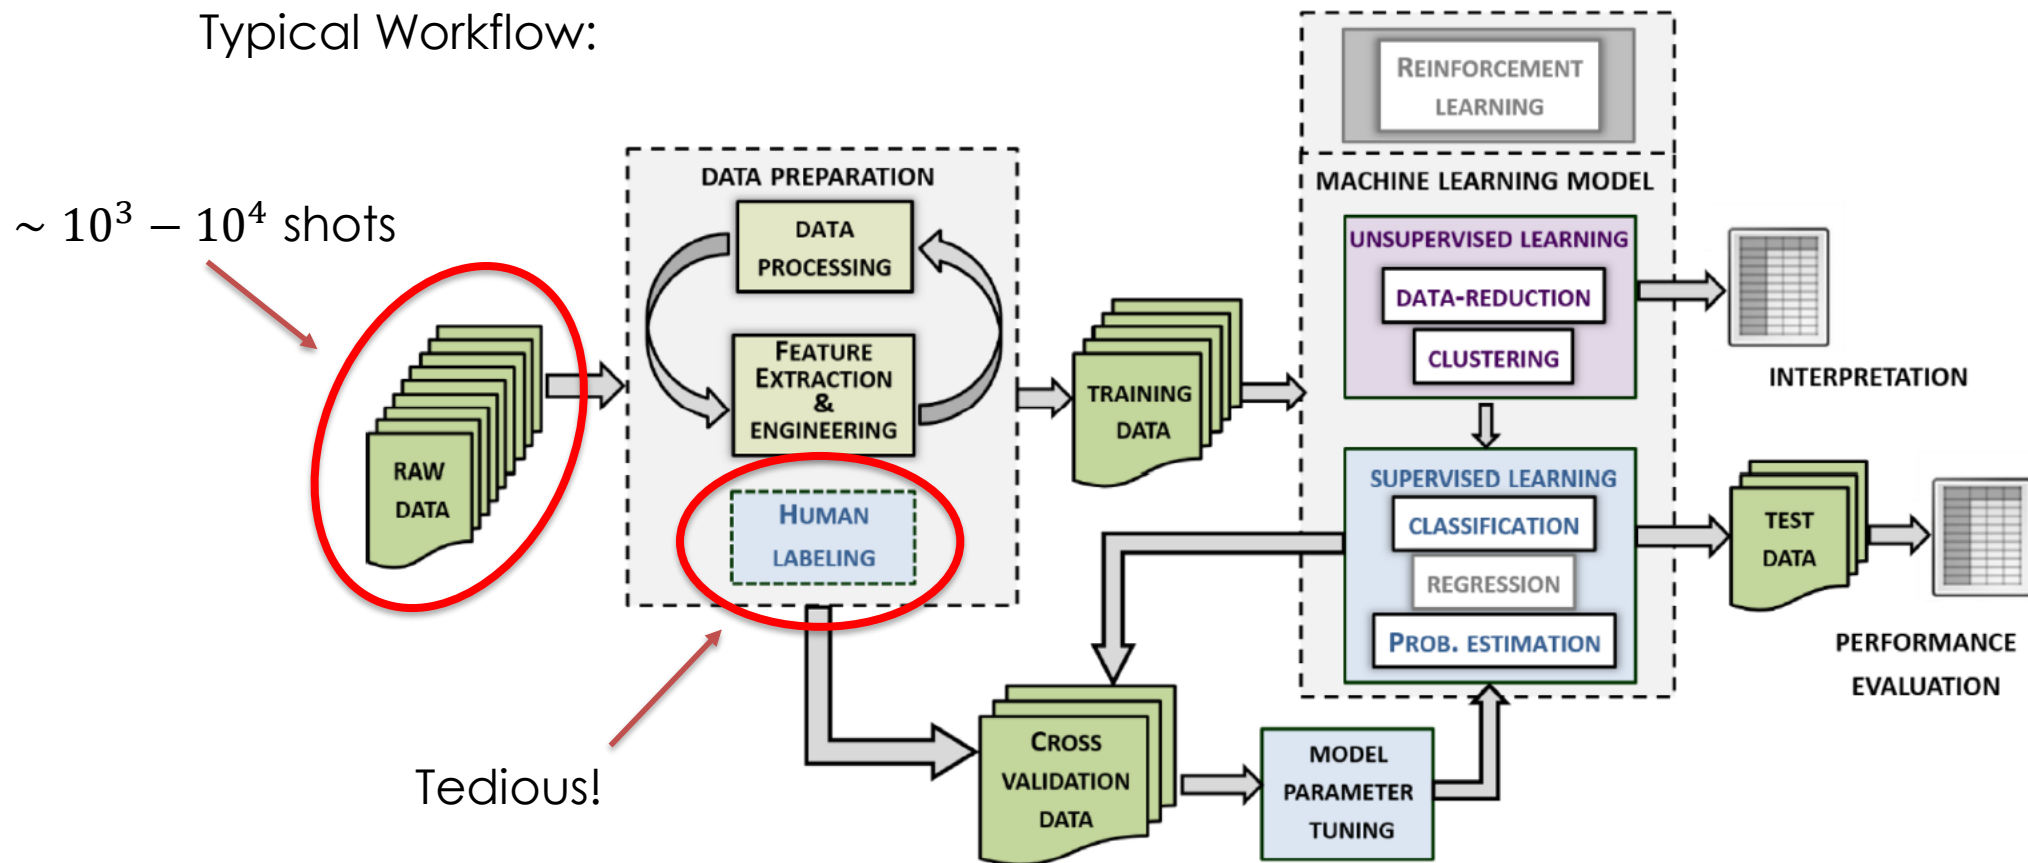 Typical Workflow:
~ 10³ – 10⁴ shots
RAW
DATA
DATA PREPARATION
DATA
PROCESSING
FEATURE
EXTRACTION
&
ENGINEERING
HUMAN
LABELING
Tedious!
TRAINING
DATA
REINFORCEMENT
LEARNING
MACHINE LEARNING MODEL
UNSUPERVISED LEARNING
DATA-REDUCTION
CLUSTERING
INTERPRETATION
SUPERVISED LEARNING
CLASSIFICATION
REGRESSION
PROB. ESTIMATION
TEST
DATA
PERFORMANCE
EVALUATION
CROSS
VALIDATION
DATA
MODEL
PARAMETER
TUNING